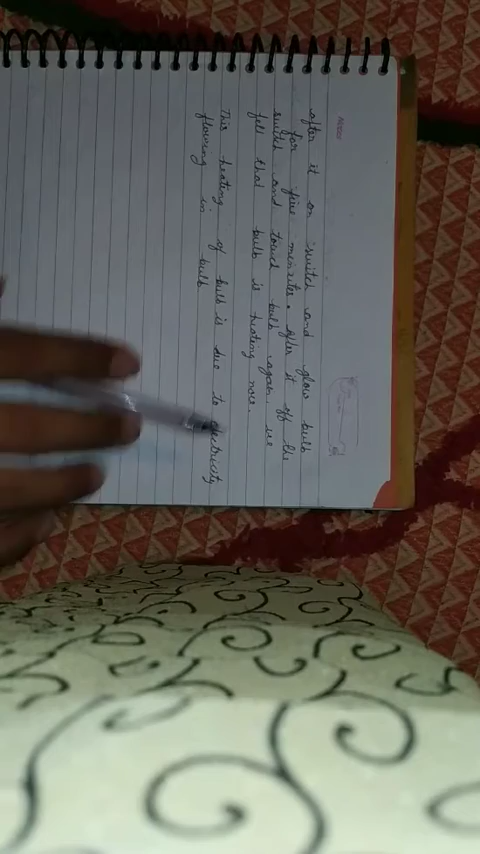 after it on switch and glow bulb
for five minutes. After it off the
switch and touch bulb again we
fell that bulb is heating now.
This heating of bulb is due to electricity
flowing in bulb